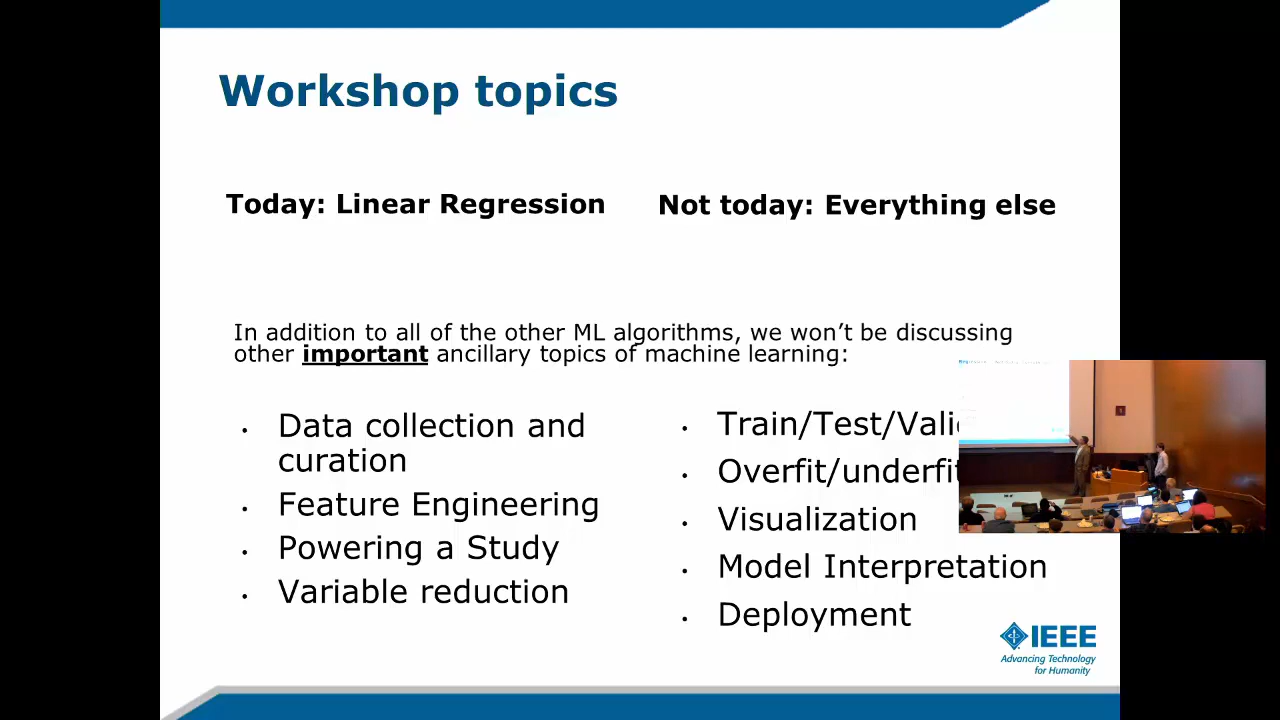 Workshop topics
Today: Linear Regression
Not today: Everything else
In addition to all of the other ML algorithms, we won’t be discussing
other important ancillary topics of machine learning:
• Data collection and
curation
• Feature Engineering
• Powering a Study
• Variable reduction
• Train/Test/Vali
• Overfit/underfit
• Visualization
• Model Interpretation
• Deployment
IEEE
Advancing Technology
for Humanity